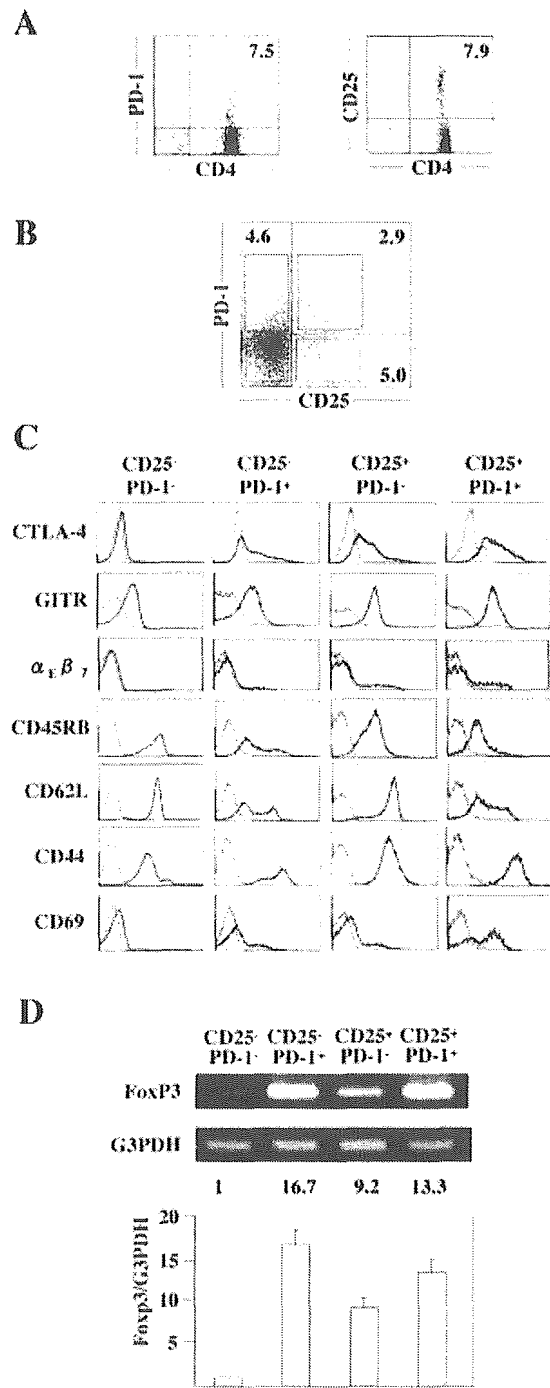 A
7.5
PD-1
CD4
7.9
CD25
CD4
B
4.6
2.9
PD-1
5.0
CD25
C
CD25- CD25- CD25+ CD25+
PD-1- PD-1+ PD-1- PD-1+
CTLA-4
GITR
αEβ7
CD45RB
CD62L
CD44
CD69
D
CD25- CD25- CD25+ CD25+
PD-1- PD-1+ PD-1- PD-1+
FoxP3
G3PDH
1 16.7 9.2 13.3
Foxp3/G3PDH
20
15
10
5